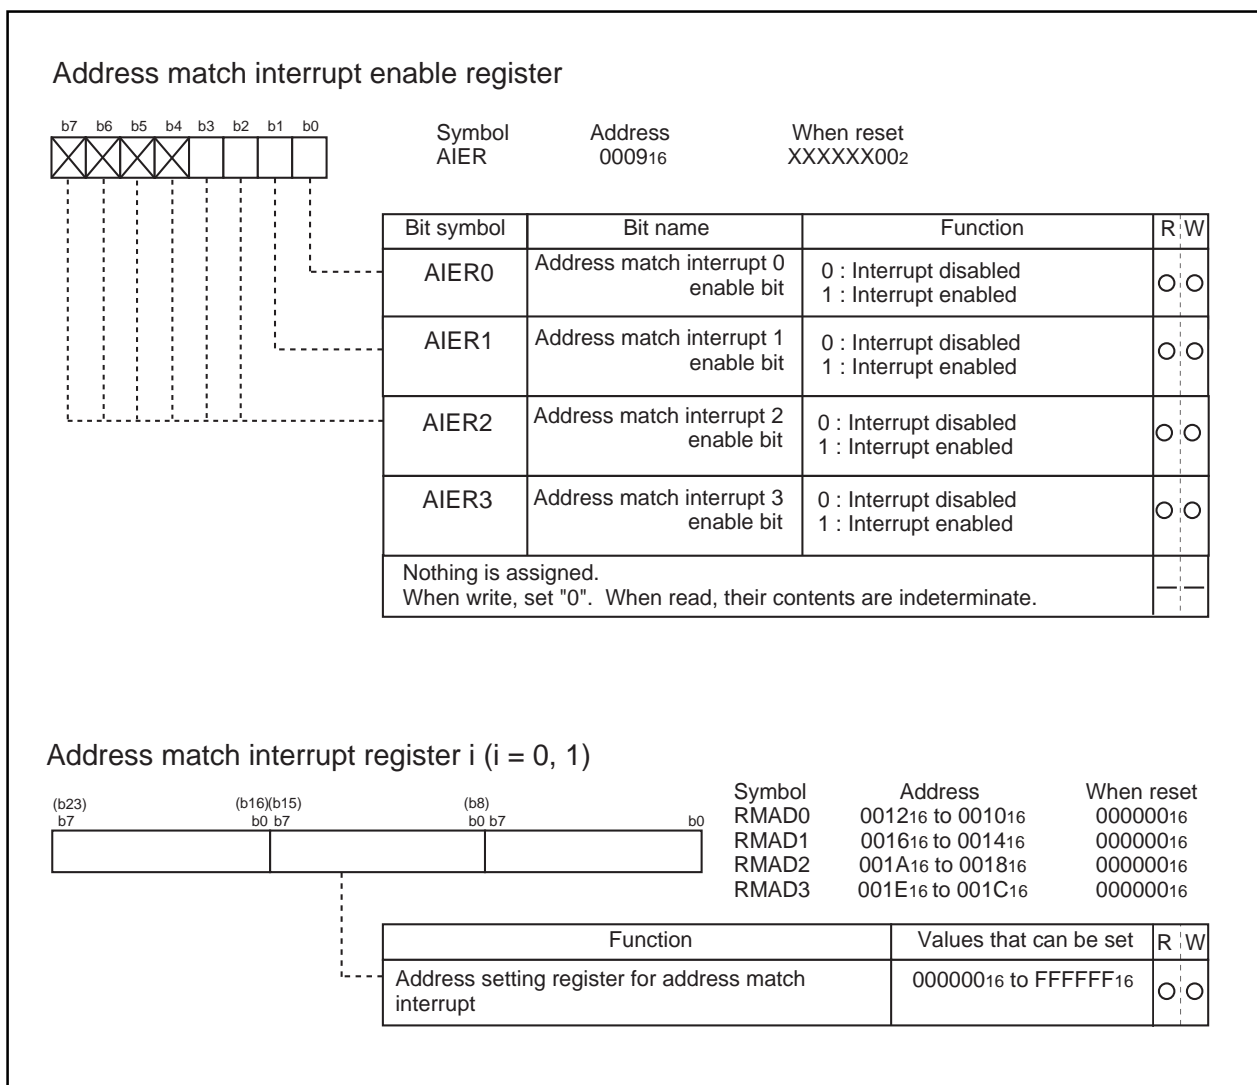 Address match interrupt enable register
b7 b6 b5 b4 b3 b2 b1 b0
Symbol Address When reset
AIER 000916 XXXXXX002
Bit symbol Bit name Function R W
AIER0 Address match interrupt 0 enable bit 0 : Interrupt disabled
1 : Interrupt enabled
AIER1 Address match interrupt 1 enable bit 0 : Interrupt disabled
1 : Interrupt enabled
AIER2 Address match interrupt 2 enable bit 0 : Interrupt disabled
1 : Interrupt enabled
AIER3 Address match interrupt 3 enable bit 0 : Interrupt disabled
1 : Interrupt enabled
Nothing is assigned.
When write, set "0". When read, their contents are indeterminate.
Address match interrupt register i (i = 0, 1)
(b23) (b16)(b15) (b8)
b7 b0 b7 b0 b7 b0
Symbol Address When reset
RMAD0 001216 to 001016 00000016
RMAD1 001616 to 001416 00000016
RMAD2 001A16 to 001816 00000016
RMAD3 001E16 to 001C16 00000016
Function Values that can be set R W
Address setting register for address match
interrupt
00000016 to FFFFFF16